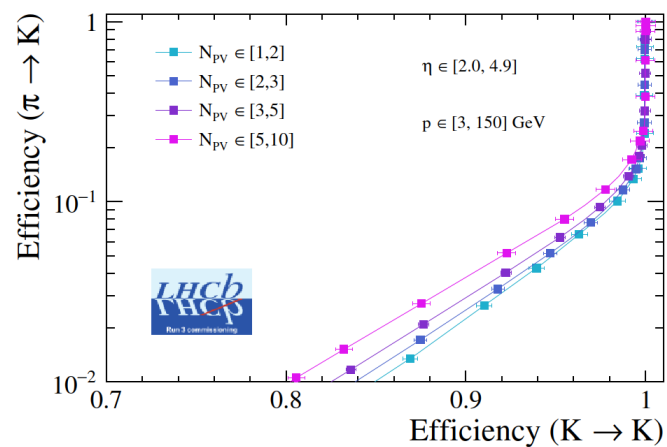 Efficiency (π → K)
1
10⁻¹
10⁻²
N_PV ∈ [1,2]
N_PV ∈ [2,3]
N_PV ∈ [3,5]
N_PV ∈ [5,10]
η ∈ [2.0, 4.9]
p ∈ [3, 150] GeV
LHCb
LHCb
Run 3 commissioning
0.7
0.8
0.9
1
Efficiency (K → K)